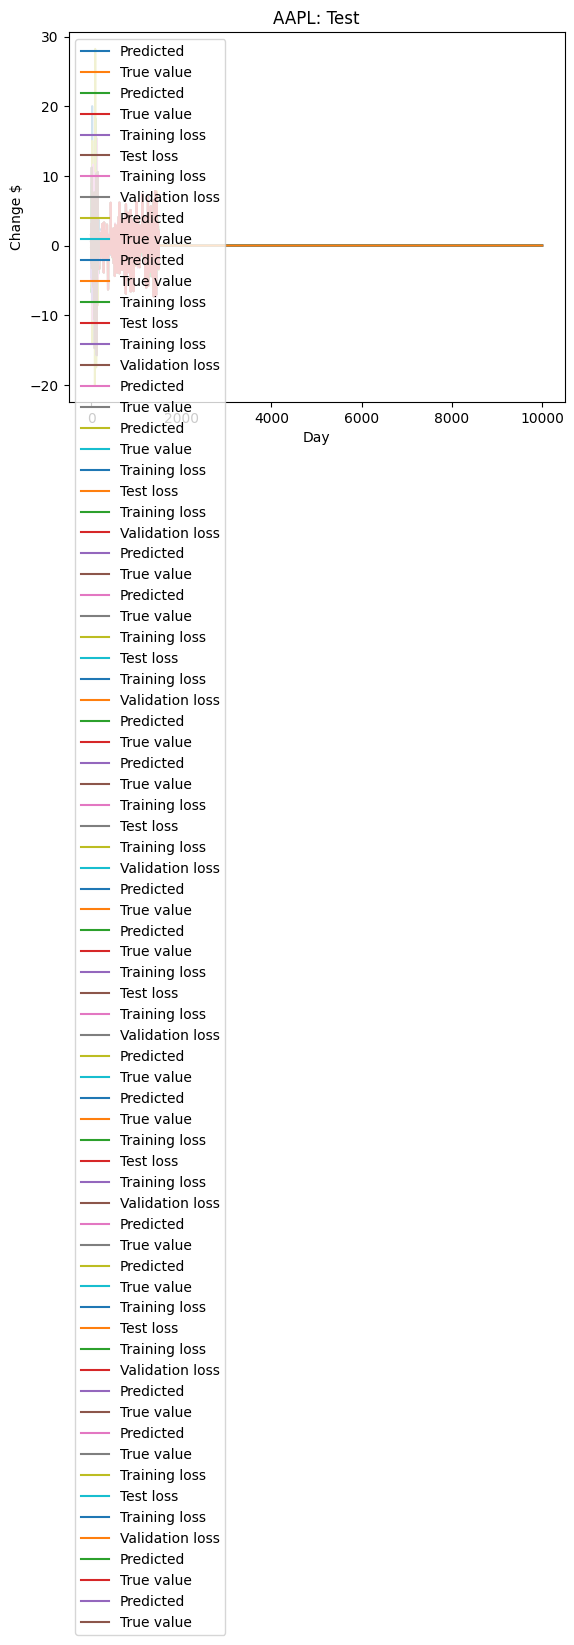 AAPL: Test
30
20
10
0
−10
−20
Change $
0
2000
4000
6000
8000
10000
Day
Predicted
True value
Predicted
True value
Training loss
Test loss
Training loss
Validation loss
Predicted
True value
Predicted
True value
Training loss
Test loss
Training loss
Validation loss
Predicted
True value
Predicted
True value
Training loss
Test loss
Training loss
Validation loss
Predicted
True value
Predicted
True value
Training loss
Test loss
Training loss
Validation loss
Predicted
True value
Predicted
True value
Training loss
Test loss
Training loss
Validation loss
Predicted
True value
Predicted
True value
Training loss
Test loss
Training loss
Validation loss
Predicted
True value
Predicted
True value
Training loss
Test loss
Training loss
Validation loss
Predicted
True value
Predicted
True value
Training loss
Test loss
Training loss
Validation loss
Predicted
True value
Predicted
True value
Training loss
Test loss
Training loss
Validation loss
Predicted
True value
Predicted
True value